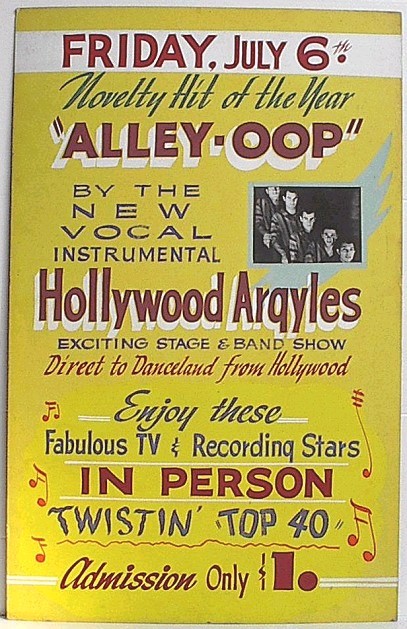 FRIDAY, JULY 6th.
Novelty Hit of the Year
"ALLEY-OOP"
BY THE
NEW
VOCAL
INSTRUMENTAL
Hollywood Argyles
EXCITING STAGE & BAND SHOW
Direct to Danceland from Hollywood
Enjoy these
Fabulous TV & Recording Stars
IN PERSON
TWISTIN' "TOP 40"
Admission Only $1.